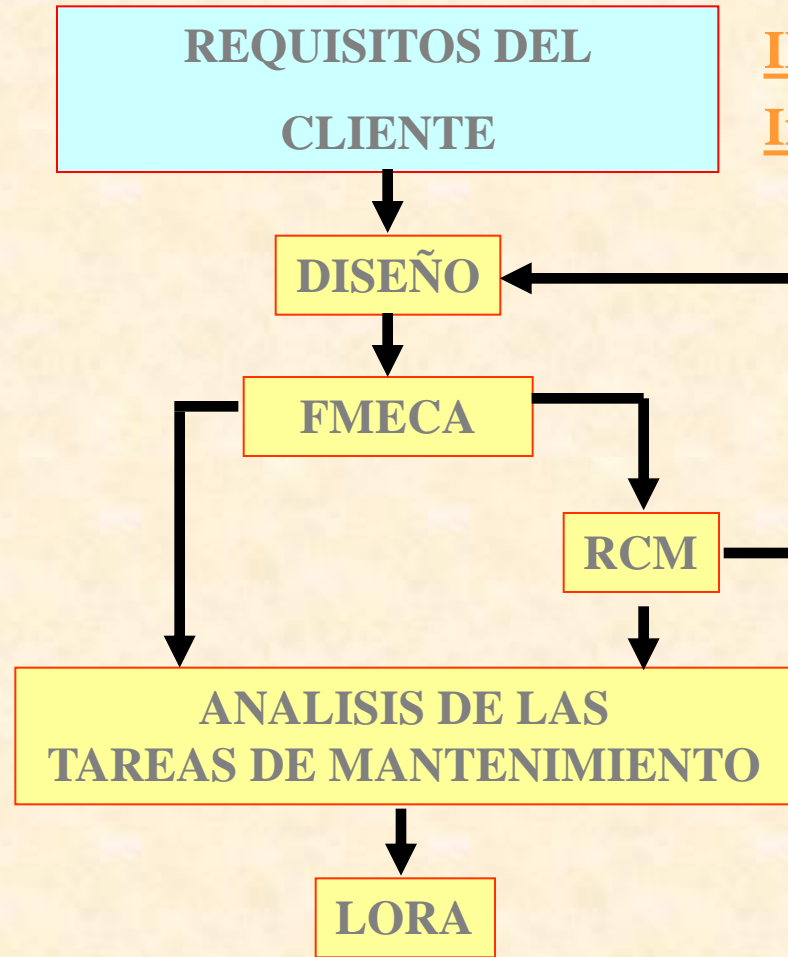 REQUISITOS DEL
CLIENTE
DISEÑO
FMECA
RCM
ANALISIS DE LAS
TAREAS DE MANTENIMIENTO
LORA